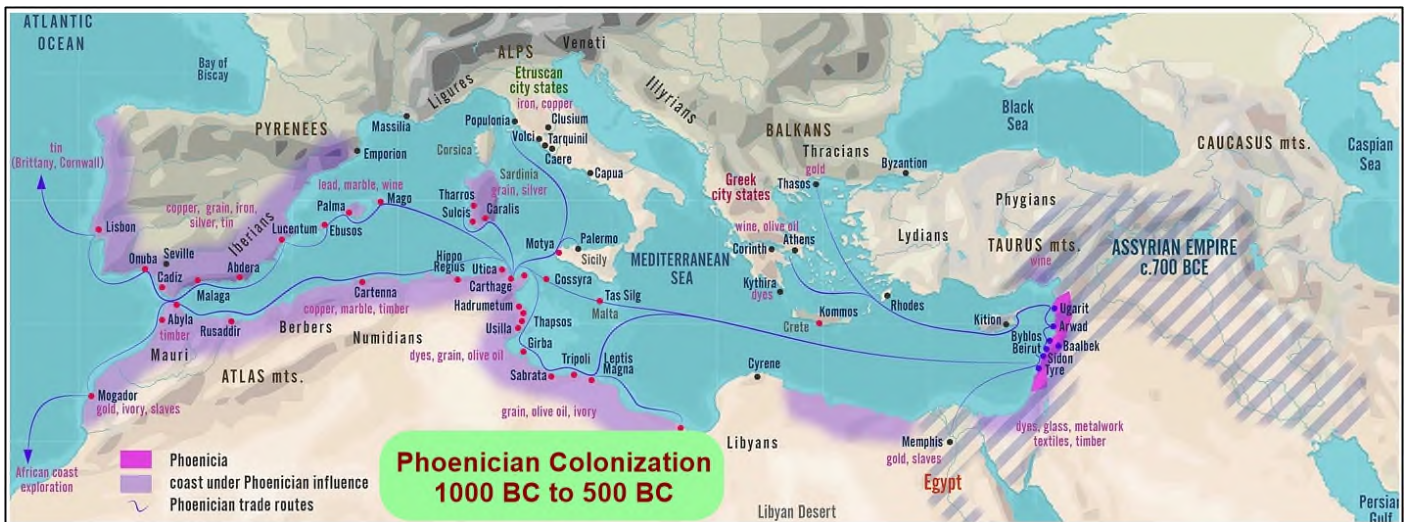 ATLANTIC
OCEAN
Bay of
Biscay
ALPS
Veneti
Ligures
Etruscan
city states
iron, copper
Illyrians
Black
Sea
Caspian
Sea
CAUCASUS mts.
PYRENEES
Massilia
Emporion
Populonia
Clusium
Volci
Tarquinil
Caere
Corsica
Capua
BALKANS
Thracians
gold
Thasos
Byzantion
tin
(Brittany, Cornwall)
Sardinia
grain, silver
lead, marble, wine
Palma
Mago
Tharros
Sulcis
Caralis
Greek
city states
wine, olive oil
Corinth
Athens
Phygians
Lydians
TAURUS mts.
wine
ASSYRIAN EMPIRE
c.700 BCE
copper, grain, iron,
silver, tin
Lisbon
Iberians
Lucentum
Ebusos
Onuba
Seville
Cadiz
Abdera
Malaga
Motya
Palermo
Sicily
MEDITERRANEAN
SEA
Hippo
Regius
Utica
Carthage
Cossyra
Kythira
dyes
Rhodes
Cartenna
copper, marble, timber
Hadrumetum
Tas Silg
Malta
Kommos
Crete
Kition
Ugarit
Arwad
Byblos
Beirut
Baalbek
Sidon
Tyre
Abyla
timber
Rusaddir
Berbers
Numidians
Usilla
Thapsos
Girba
Mauri
dyes, grain, olive oil
ATLAS mts.
Sabrata
Tripoli
Leptis
Magna
Cyrene
Mogador
gold, ivory, slaves
grain, olive oil, ivory
Libyans
Memphis
gold, slaves
dyes, glass, metalwork
textiles, timber
African coast
exploration
Phoenicia
coast under Phoenician influence
Phoenician trade routes
Phoenician Colonization
1000 BC to 500 BC
Egypt
Libyan Desert
Persian
Gulf